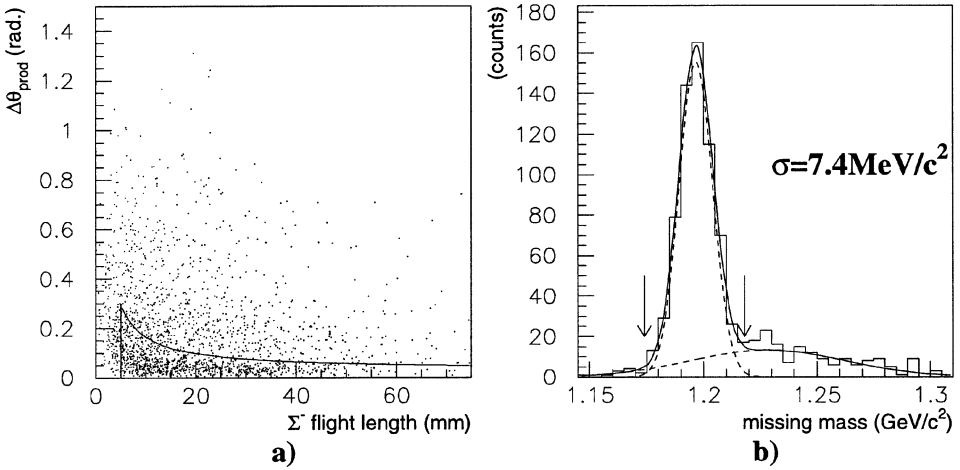 Δθprod (rad.)
1.4
1.2
1
0.8
0.6
0.4
0.2
0
0 20 40 60
Σ⁻ flight length (mm)
a)
(counts)
180
160
140
120
100
80
60
40
20
0
σ=7.4MeV/c²
1.15 1.2 1.25 1.3
missing mass (GeV/c²)
b)